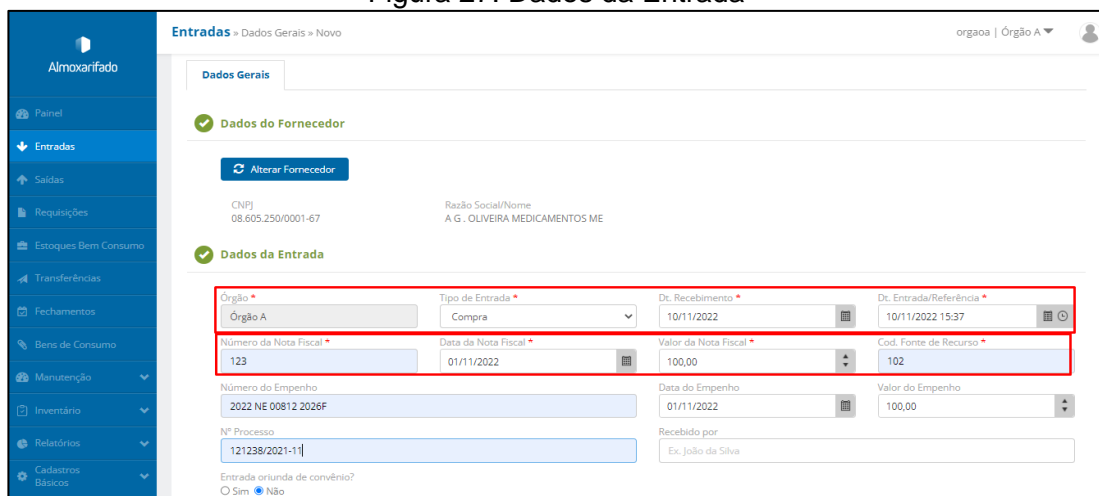 Entradas » Dados Gerais » Novo
orgaoa | Órgão A
Almoxarifado
Painel
Entradas
Saídas
Requisições
Estoques Bem Consumo
Transferências
Fechamentos
Bens de Consumo
Manutenção
Inventário
Relatórios
Cadastros
Básicos
Dados Gerais
Dados do Fornecedor
Alterar Fornecedor
CNPJ Razão Social/Nome
08.605.250/0001-67 A G . OLIVEIRA MEDICAMENTOS ME
Dados da Entrada
Órgão * Tipo de Entrada * Dt. Recebimento * Dt. Entrada/Referência *
Órgão A Compra 10/11/2022 10/11/2022 15:37
Número da Nota Fiscal * Data da Nota Fiscal * Valor da Nota Fiscal * Cod. Fonte de Recurso *
123 01/11/2022 100,00 102
Número do Empenho Data do Empenho Valor do Empenho
2022 NE 00812 2026F 01/11/2022 100,00
Nº Processo Recebido por
121238/2021-11 Ex. João da Silva
Entrada oriunda de convênio?
Sim Não